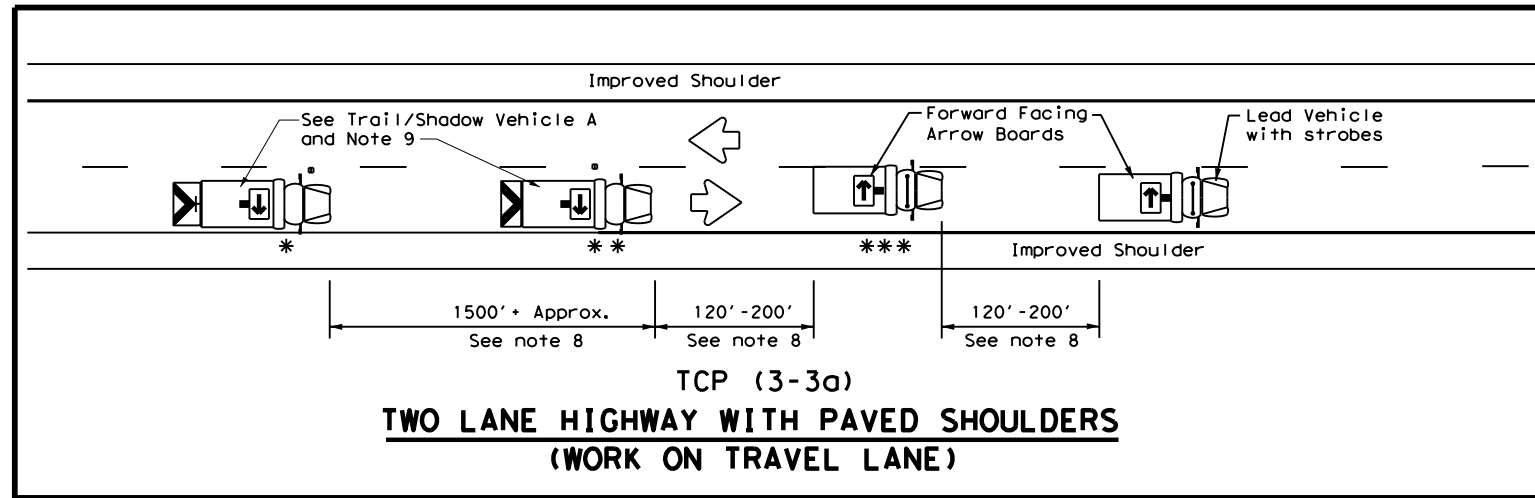 Improved Shoulder
See Trail/Shadow Vehicle A
and Note 9
Forward Facing
Arrow Boards
Lead Vehicle
with strobes
*
**
***
Improved Shoulder
1500'+ Approx.
See note 8
120'-200'
See note 8
120'-200'
See note 8
TCP (3-3a)
TWO LANE HIGHWAY WITH PAVED SHOULDERS
(WORK ON TRAVEL LANE)